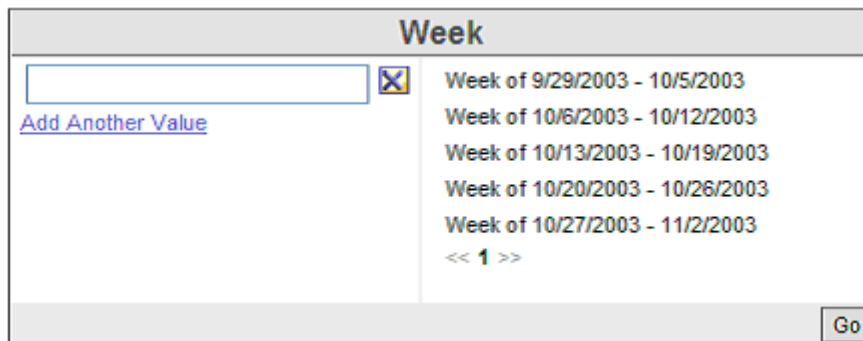 Week
Add Another Value
Week of 9/29/2003 - 10/5/2003
Week of 10/6/2003 - 10/12/2003
Week of 10/13/2003 - 10/19/2003
Week of 10/20/2003 - 10/26/2003
Week of 10/27/2003 - 11/2/2003
<< 1 >>
Go